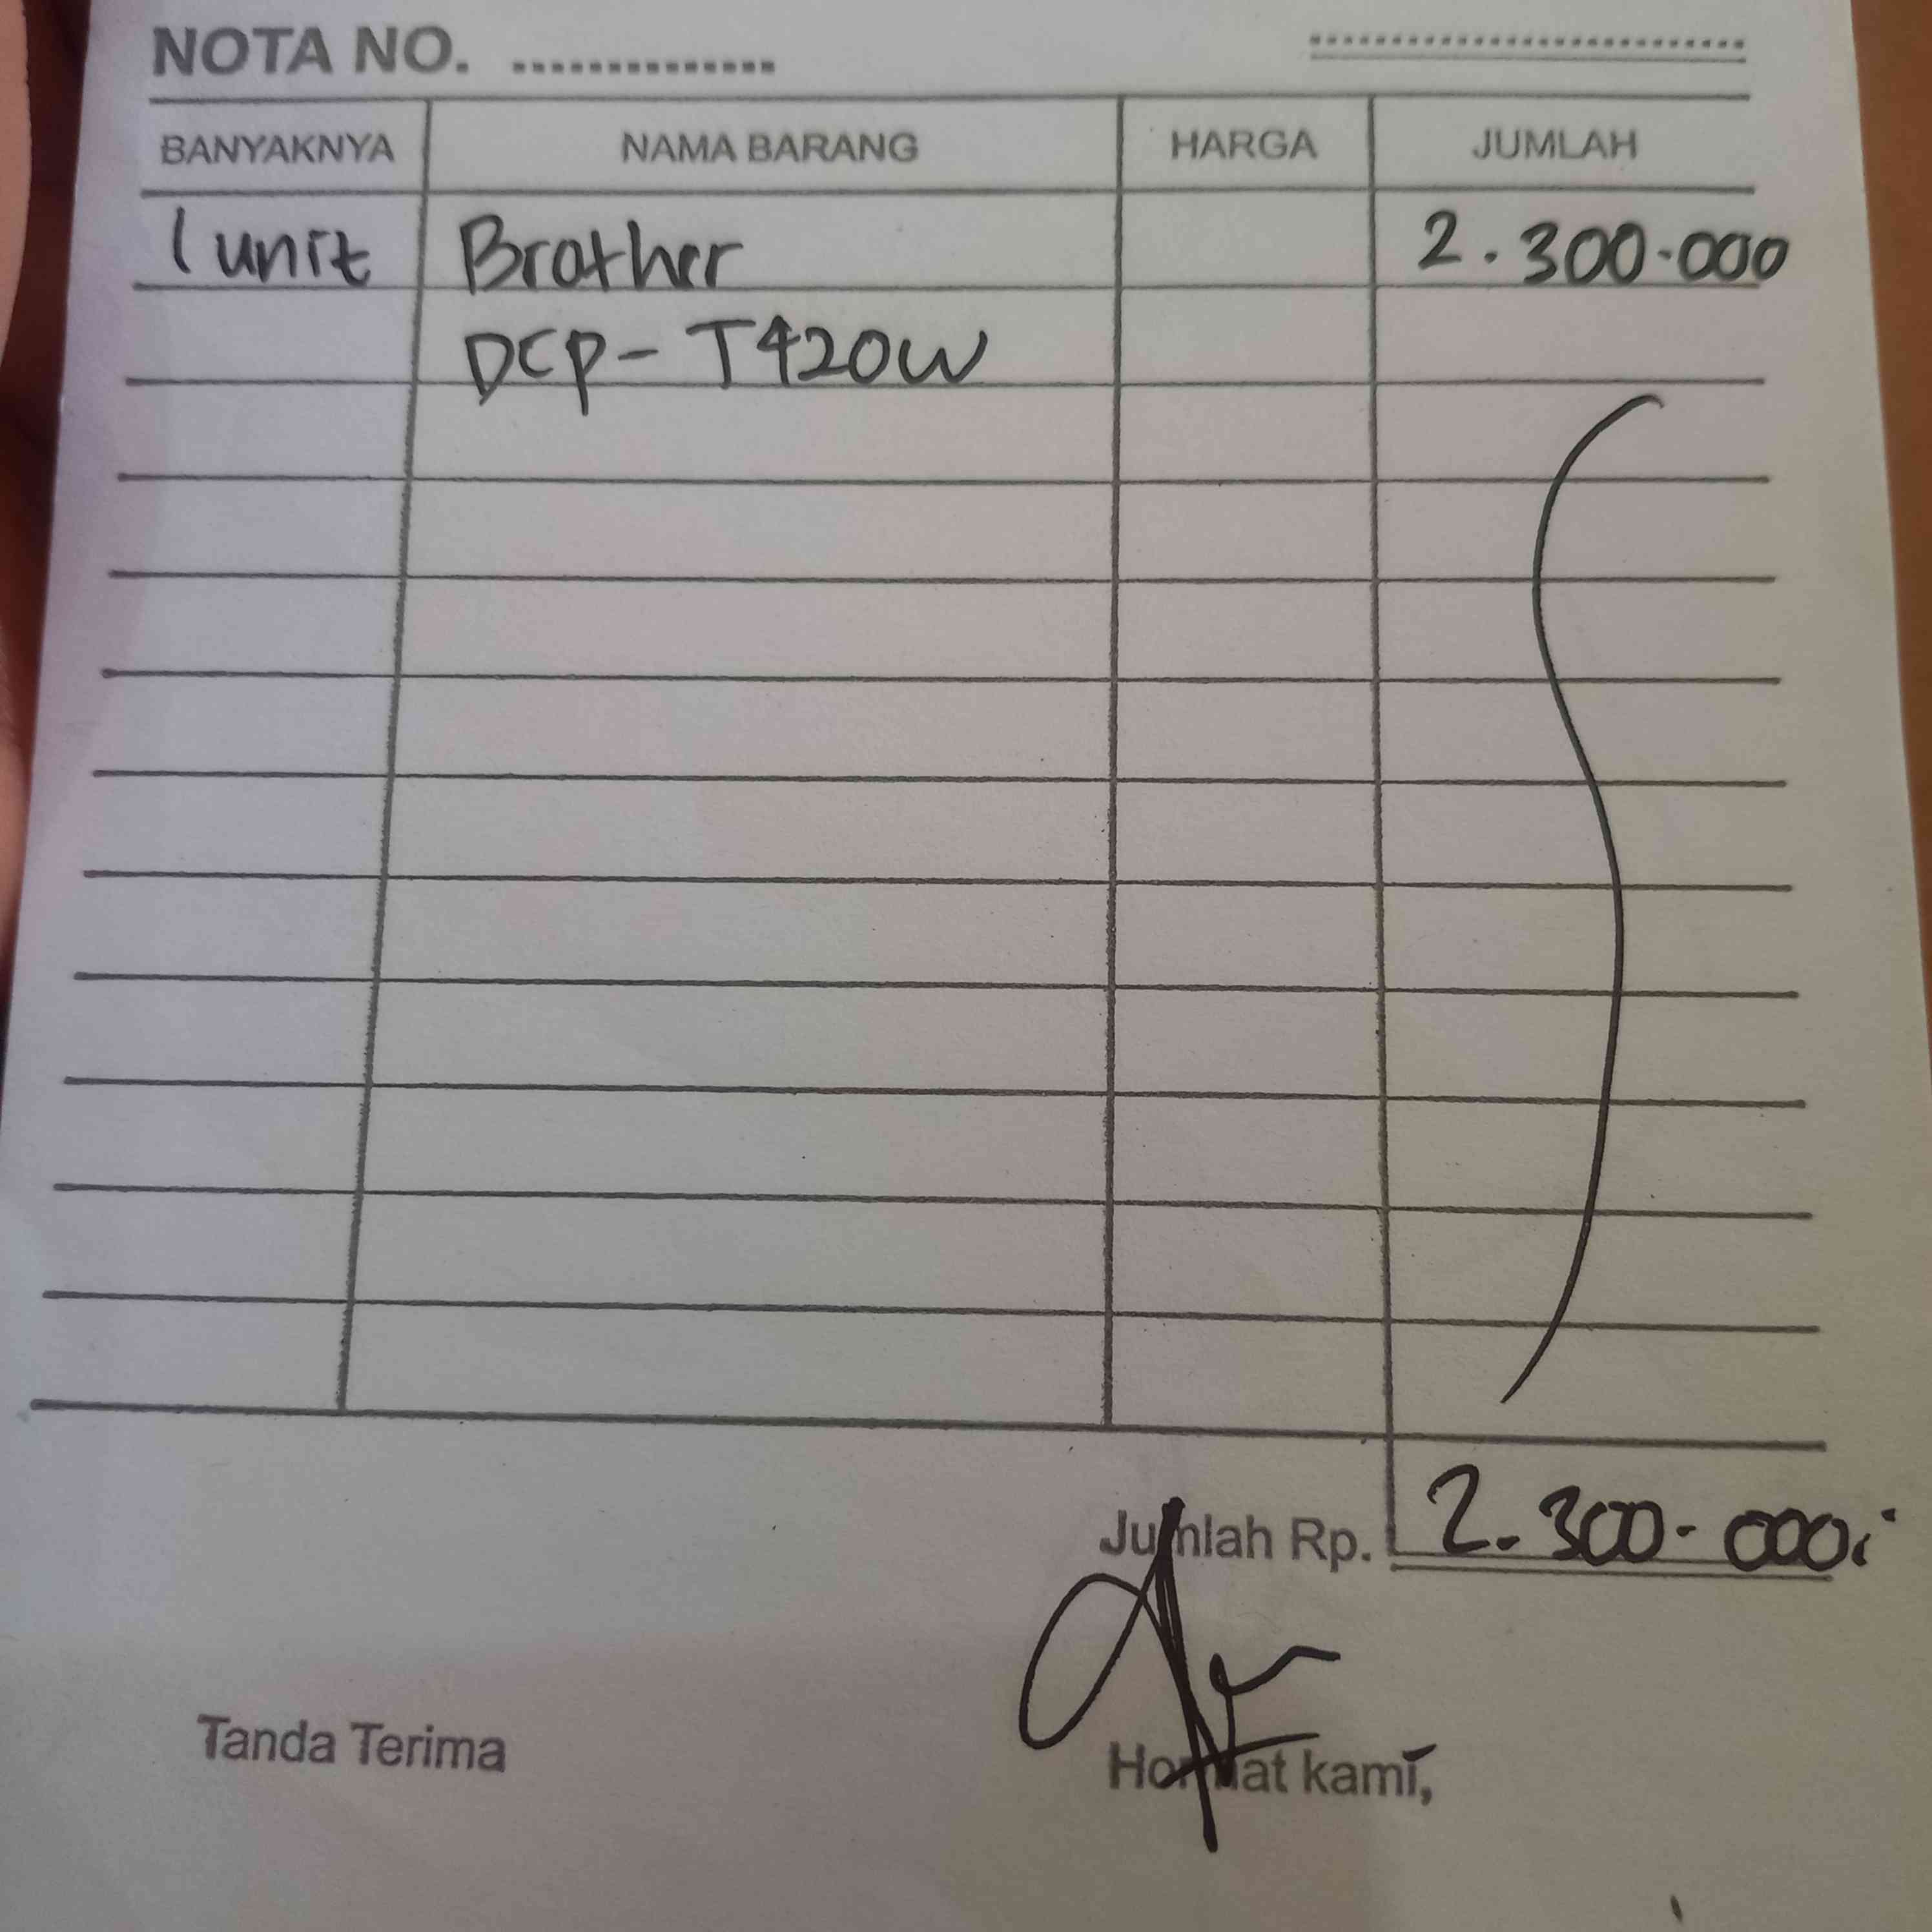 NOTA NO. ..............
BANYAKNYA NAMA BARANG HARGA JUMLAH
1 unit Brother 2.300.000
DCP-T420W
Jumlah Rp. 2.300.000
Tanda Terima Hormat kami,